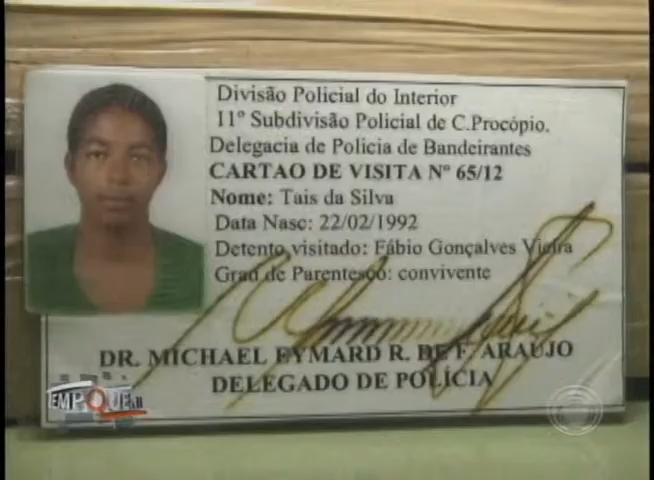 Divisão Policial do Interior
11º Subdivisão Policial de C.Procópio.
Delegacia de Policia de Bandeirantes
CARTAO DE VISITA Nº 65/12
Nome: Tais da Silva
Data Nasc: 22/02/1992
Detento visitado: Fábio Gonçalves Vieira
Grau de Parentesco: convivente
DR. MICHAEL EYMARD R. DE F. ARAUJO
DELEGADO DE POLÍCIA